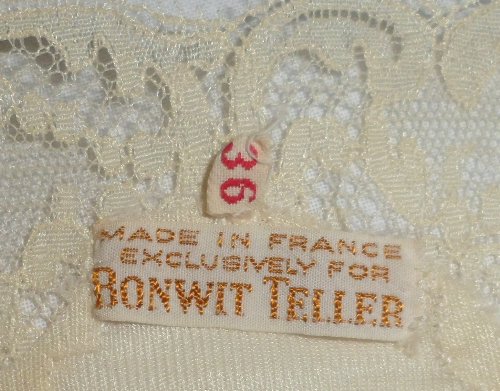 36
MADE IN FRANCE
EXCLUSIVELY FOR
BONWIT TELLER